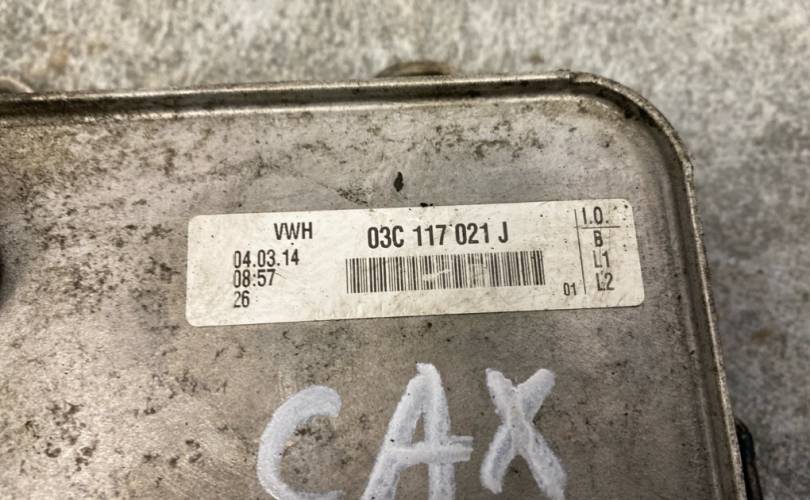 VWH 03C 117 021 J I.O.
04.03.14 B
08:57 L1
26 01 L2
CAX